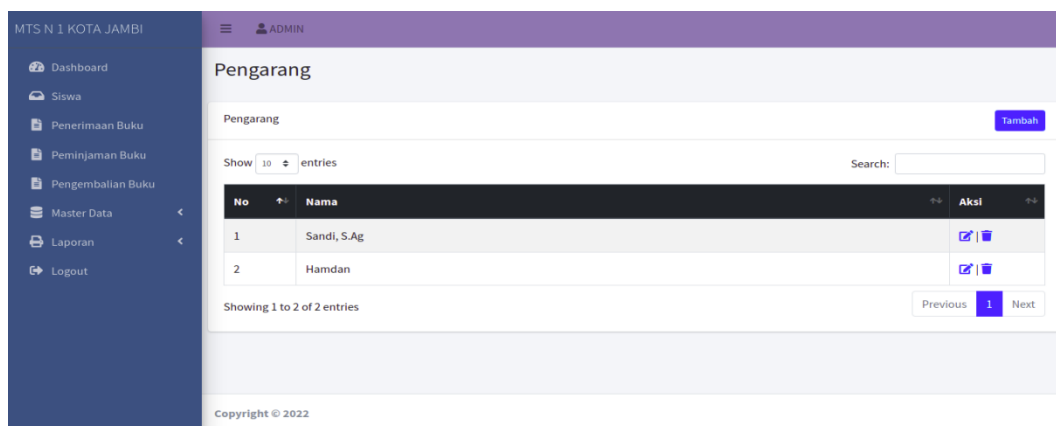 MTS N 1 KOTA JAMBI
ADMIN
Dashboard
Siswa
Penerimaan Buku
Peminjaman Buku
Pengembalian Buku
Master Data
Laporan
Logout
Pengarang
Pengarang Tambah
Show 10 entries Search:
No Nama Aksi
1 Sandi, S.Ag |
2 Hamdan |
Showing 1 to 2 of 2 entries Previous 1 Next
Copyright © 2022